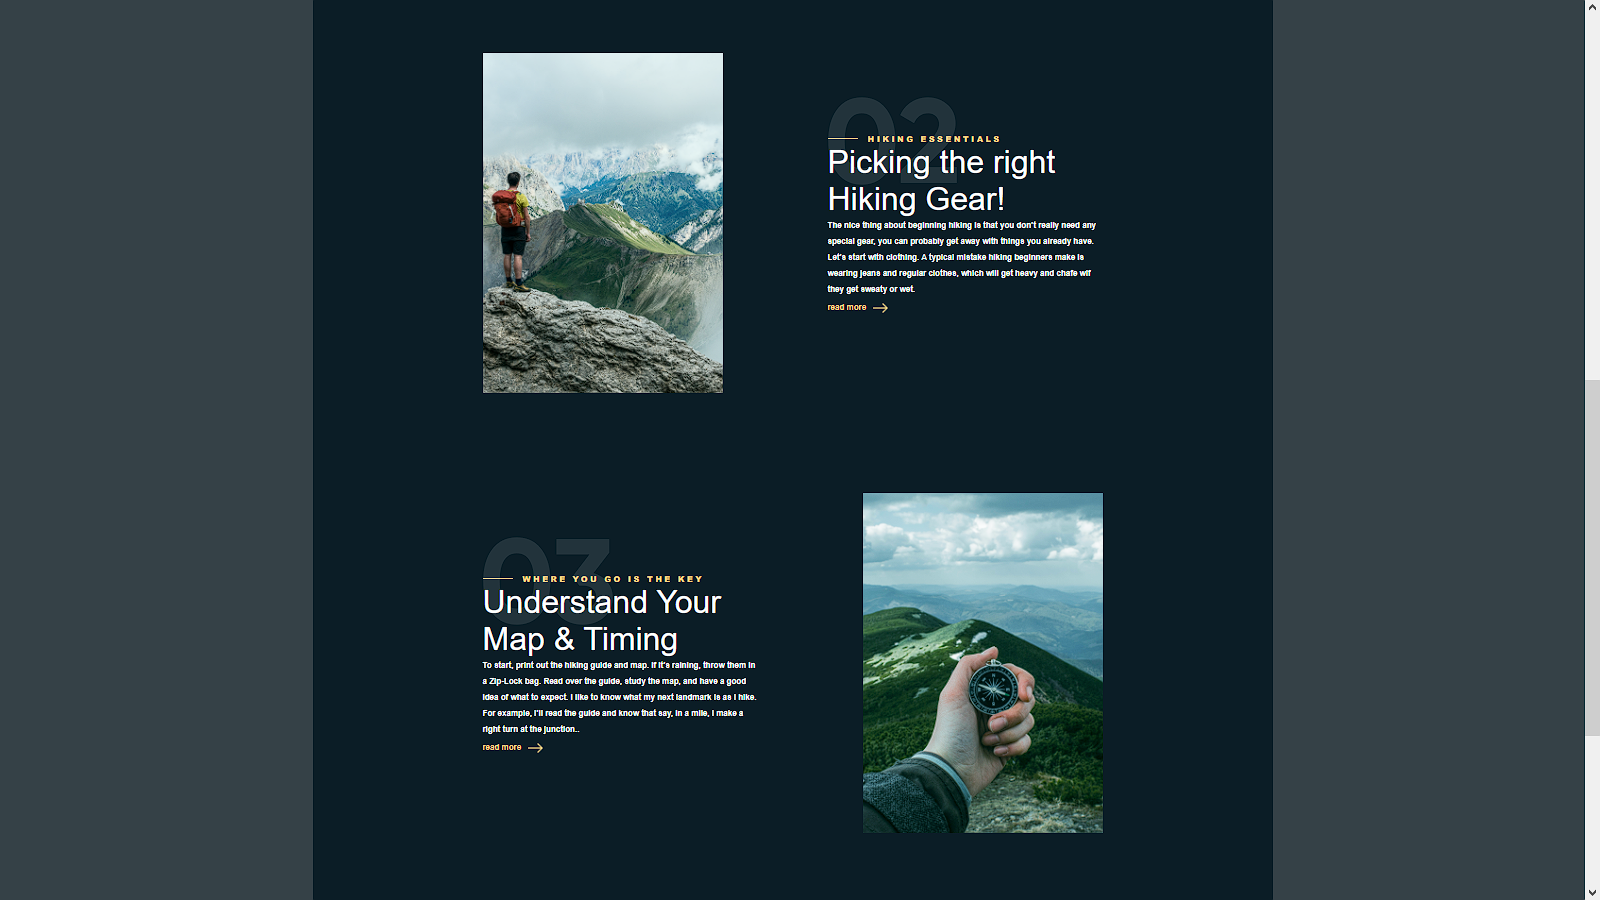 02
HIKING ESSENTIALS
Picking the right
Hiking Gear!
The nice thing about beginning hiking is that you don't really need any
special gear, you can probably get away with things you already have.
Let's start with clothing. A typical mistake hiking beginners make is
wearing jeans and regular clothes, which will get heavy and chafe wif
they get sweaty or wet.
read more
03
WHERE YOU GO IS THE KEY
Understand Your
Map & Timing
To start, print out the hiking guide and map. If it's raining, throw them in
a Zip-Lock bag. Read over the guide, study the map, and have a good
idea of what to expect. I like to know what my next landmark is as I hike.
For example, I'll read the guide and know that say, in a mile, I make a
right turn at the junction..
read more